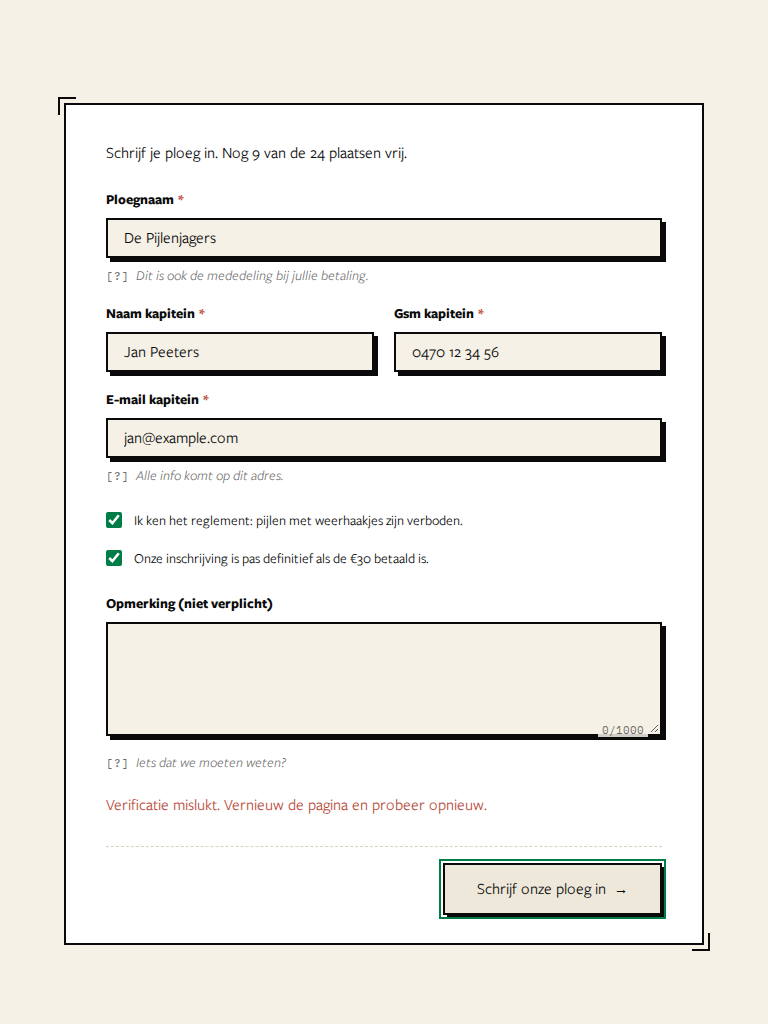 Schrijf je ploeg in. Nog 9 van de 24 plaatsen vrij.
Ploegnaam *
De Pijlenjagers
[?] Dit is ook de mededeling bij jullie betaling.
Naam kapitein *
Gsm kapitein *
Jan Peeters
0470 12 34 56
E-mail kapitein *
jan@example.com
[?] Alle info komt op dit adres.
Ik ken het reglement: pijlen met weerhaakjes zijn verboden.
Onze inschrijving is pas definitief als de €30 betaald is.
Opmerking (niet verplicht)
0/1000
[?] Iets dat we moeten weten?
Verificatie mislukt. Vernieuw de pagina en probeer opnieuw.
Schrijf onze ploeg in →